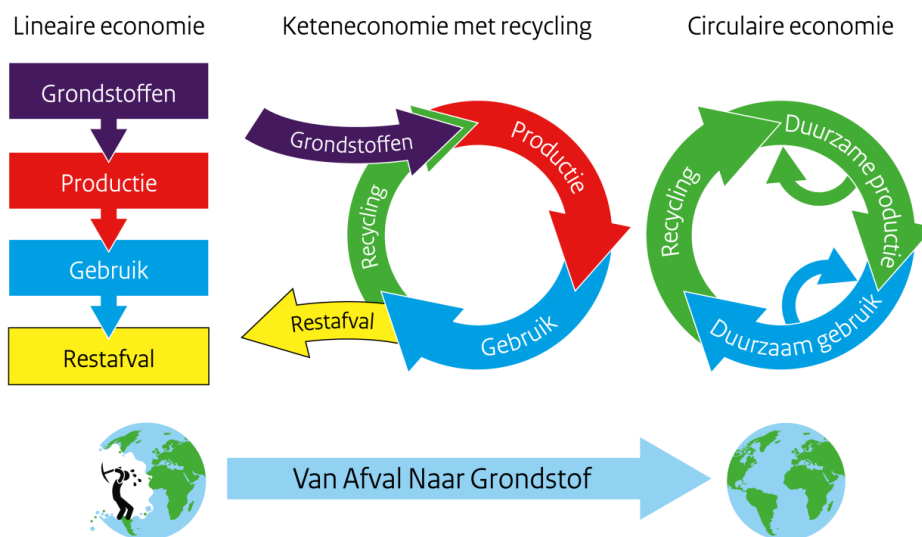 Lineaire economie
Keteneconomie met recycling
Circulaire economie
Grondstoffen
Productie
Gebruik
Restafval
Grondstoffen
Productie
Recycling
Restafval
Gebruik
Duurzame productie
Recycling
Duurzaam gebruik
Van Afval Naar Grondstof